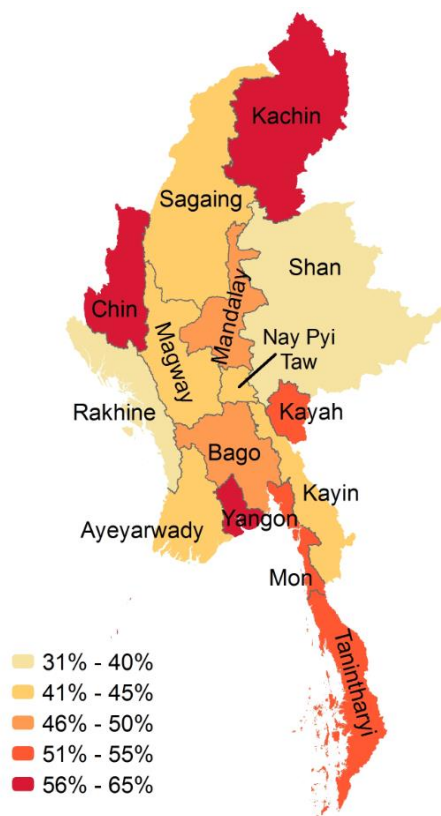 Kachin
Sagaing
Shan
Chin
Mandalay
Magway
Nay Pyi
Taw
Rakhine
Kayah
Bago
Kayin
Ayeyarwady
Yangon
Mon
Tanintharyi
31% - 40%
41% - 45%
46% - 50%
51% - 55%
56% - 65%